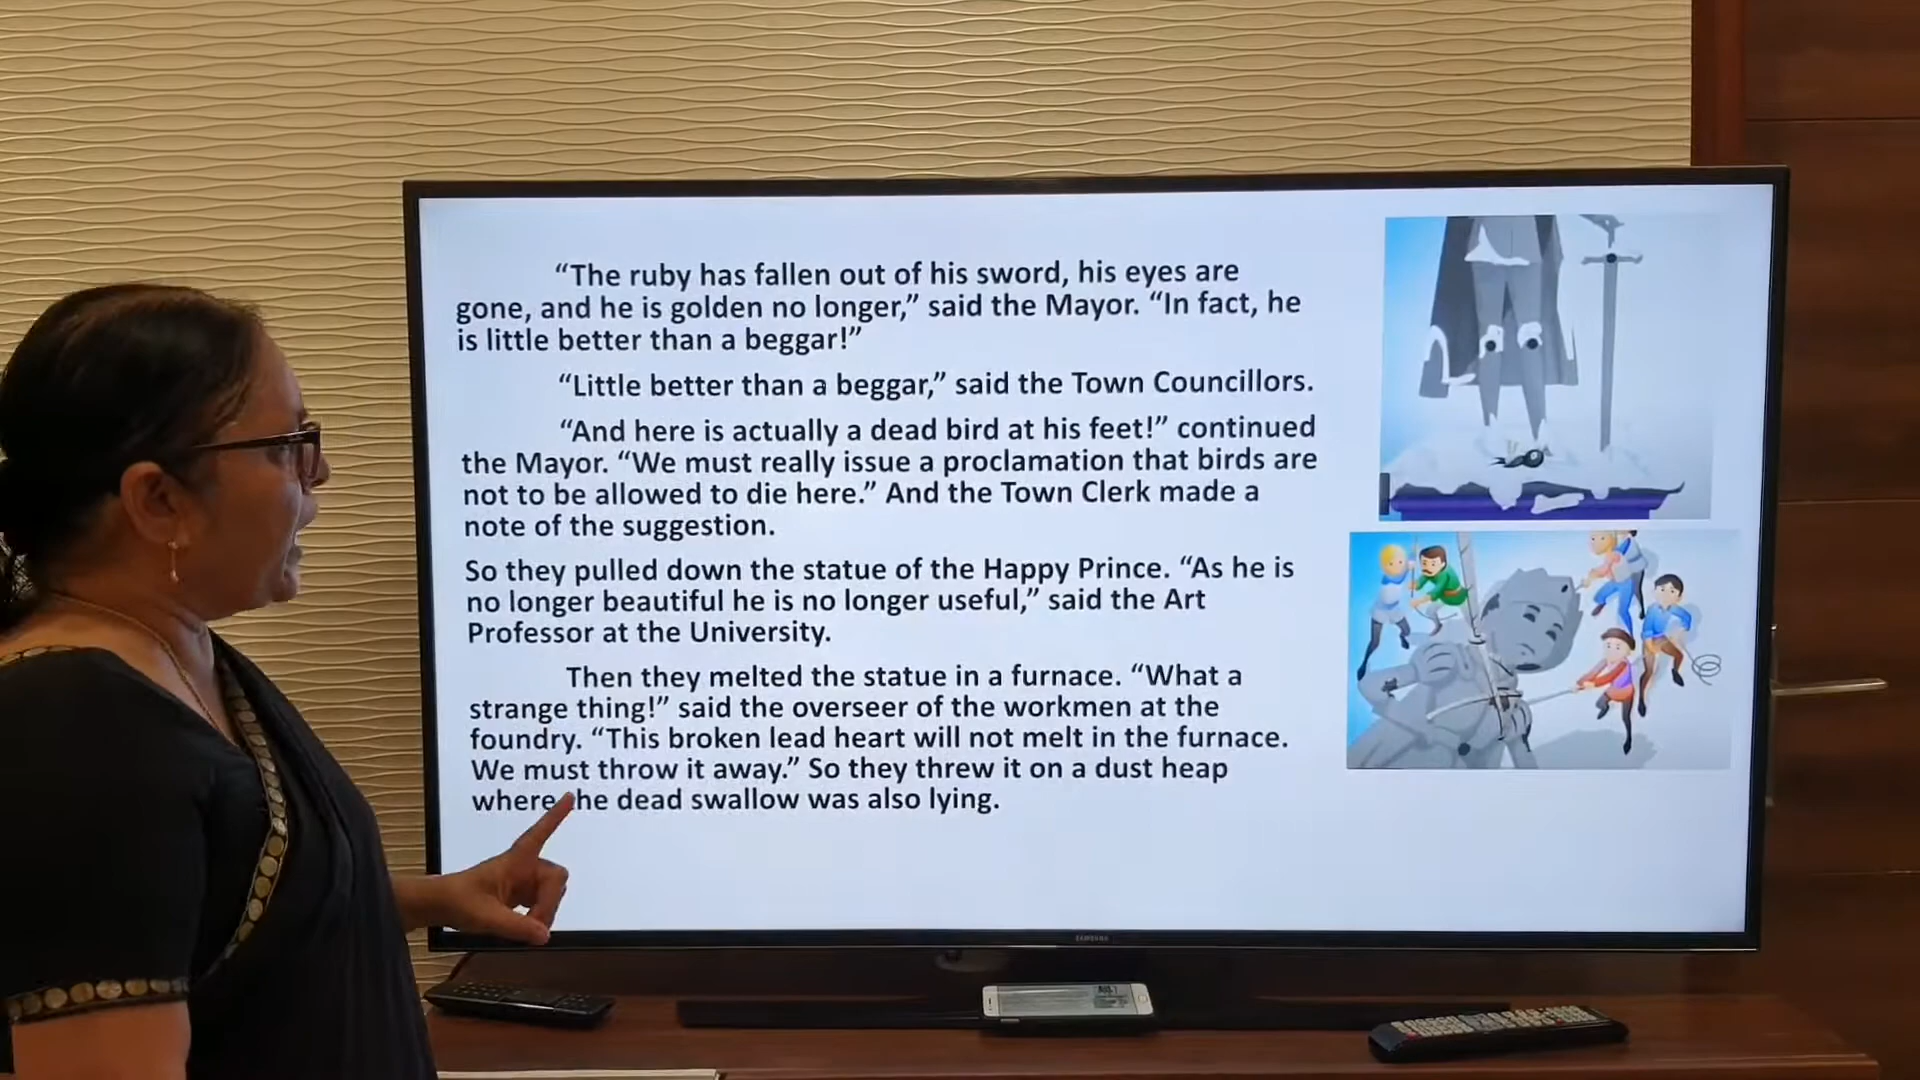 “The ruby has fallen out of his sword, his eyes are
gone, and he is golden no longer,” said the Mayor. “In fact, he
is little better than a beggar!”
“Little better than a beggar,” said the Town Councillors.
“And here is actually a dead bird at his feet!” continued
the Mayor. “We must really issue a proclamation that birds are
not to be allowed to die here.” And the Town Clerk made a
note of the suggestion.
So they pulled down the statue of the Happy Prince. “As he is
no longer beautiful he is no longer useful,” said the Art
Professor at the University.
Then they melted the statue in a furnace. “What a
strange thing!” said the overseer of the workmen at the
foundry. “This broken lead heart will not melt in the furnace.
We must throw it away.” So they threw it on a dust heap
where the dead swallow was also lying.
SAMSUNG